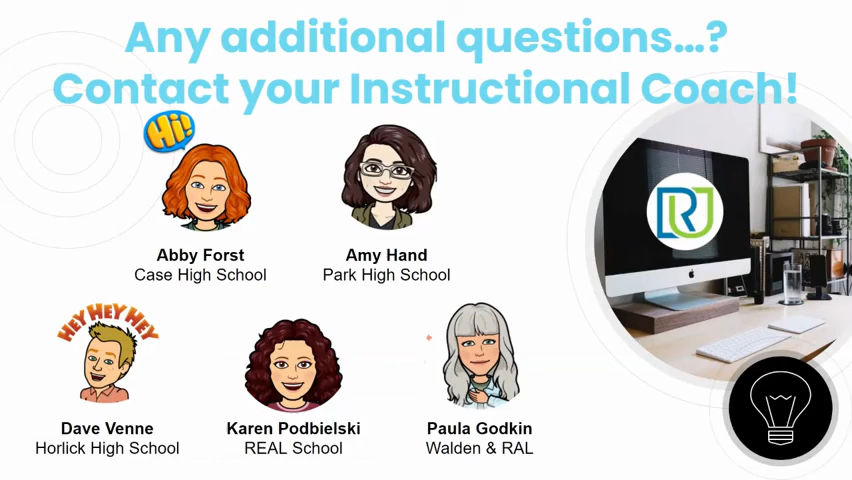 Any additional questions...?
Contact your Instructional Coach!
Hi!
Abby Forst
Case High School
Amy Hand
Park High School
HEY HEY HEY
Dave Venne
Horlick High School
Karen Podbielski
REAL School
Paula Godkin
Walden & RAL
RU